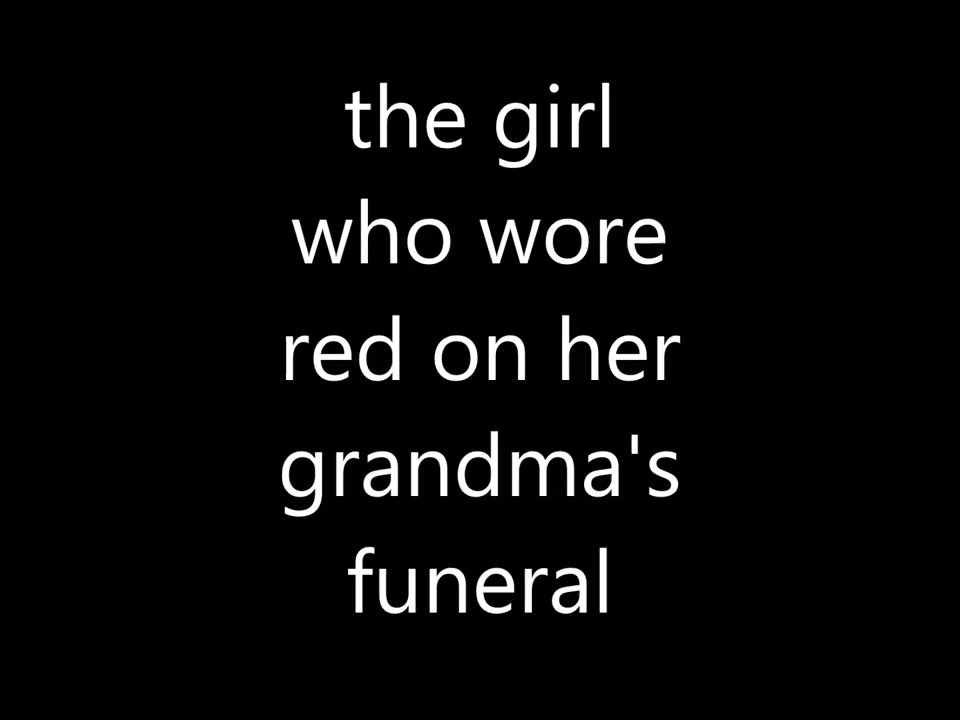 the girl
who wore
red on her
grandma's
funeral